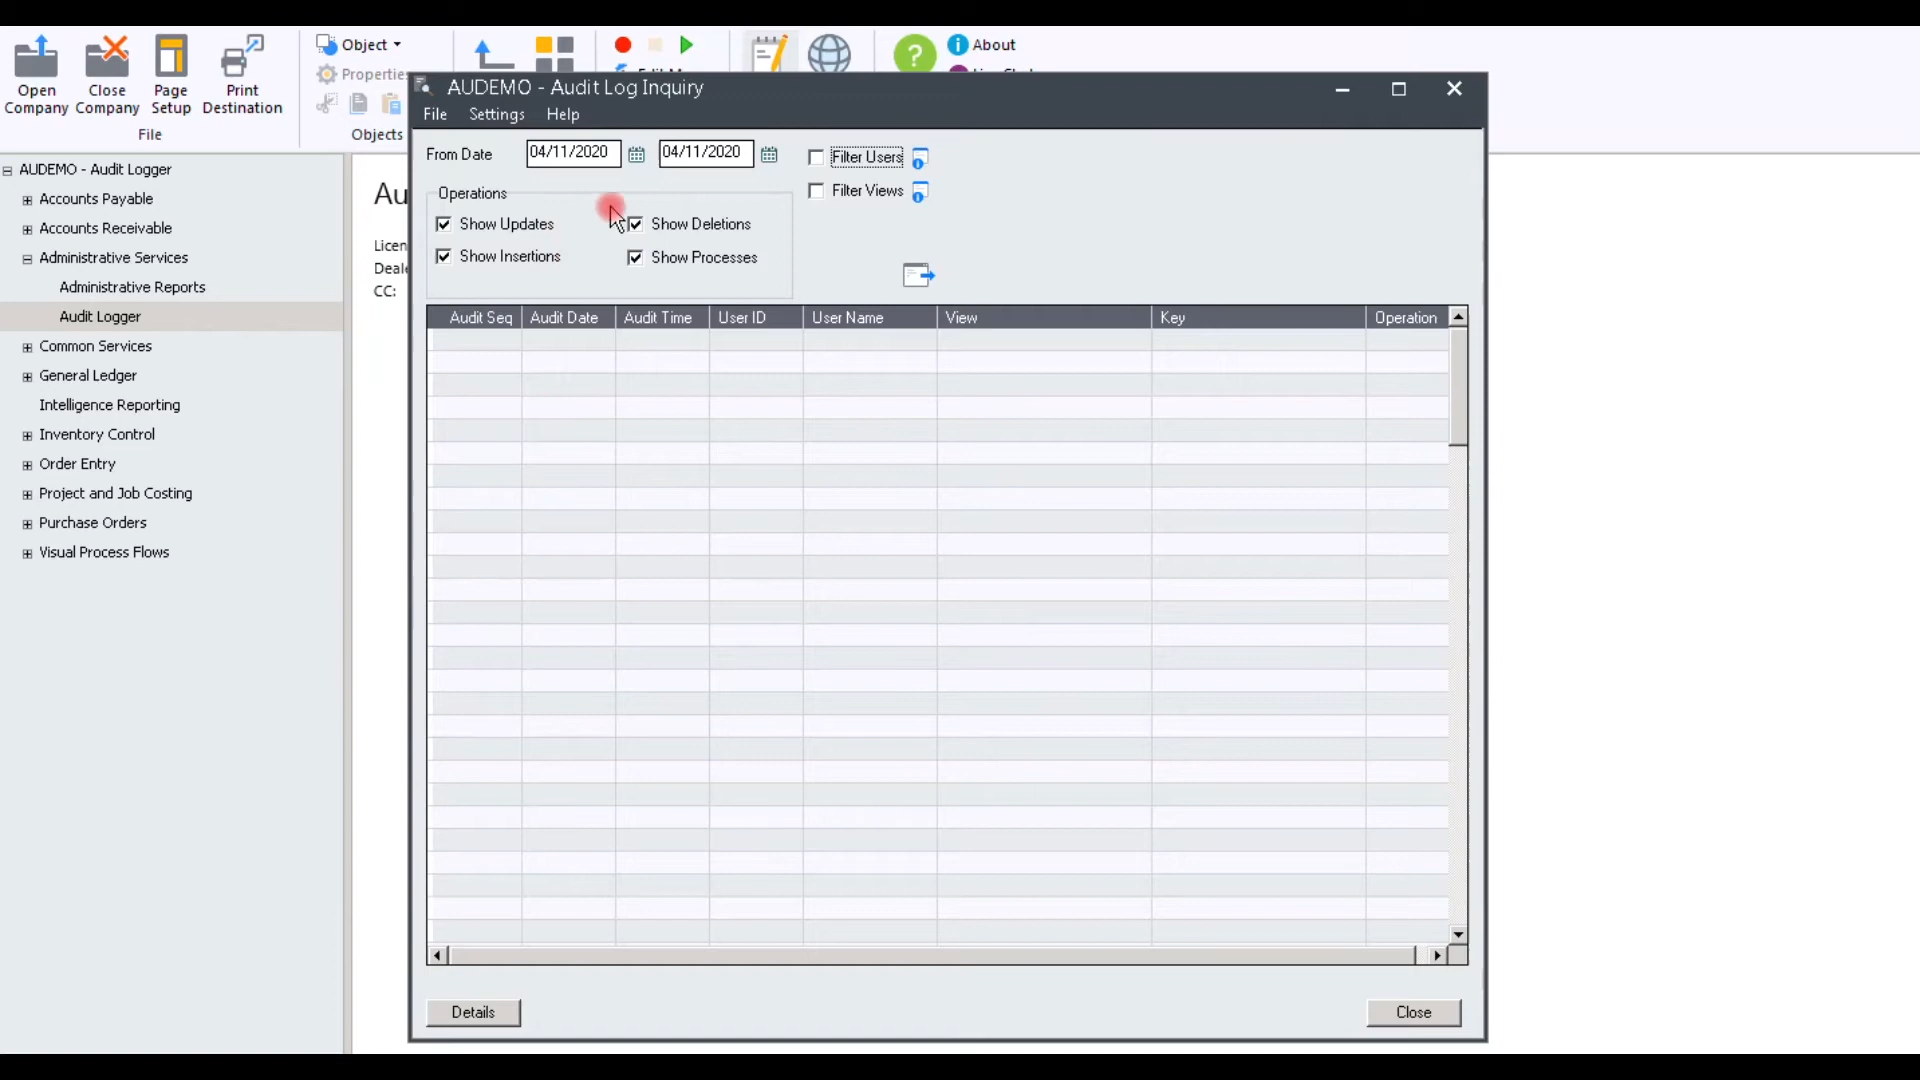 Open Company
Close Company
Page Setup
Print Destination
File
Object
Properties
Objects
About
AUDEMO - Audit Log Inquiry
File Settings Help
From Date 04/11/2020 04/11/2020
Filter Users
Filter Views
Operations
Show Updates Show Deletions
Show Insertions Show Processes
Audit Seq Audit Date Audit Time User ID User Name View Key Operation
Details
Close
AUDEMO - Audit Logger
Accounts Payable
Accounts Receivable
Administrative Services
Administrative Reports
Audit Logger
Common Services
General Ledger
Intelligence Reporting
Inventory Control
Order Entry
Project and Job Costing
Purchase Orders
Visual Process Flows
Au
Licen
Deale
CC: